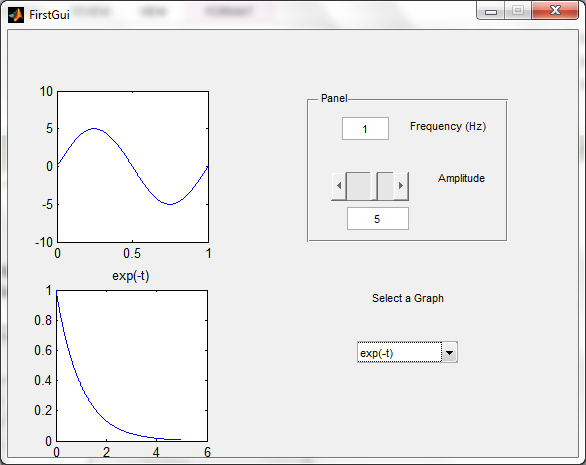 FirstGui
10
5
0
-5
-10
0
0.5
1
Panel
1
Frequency (Hz)
Amplitude
5
exp(-t)
1
0.8
0.6
0.4
0.2
0
0
2
4
6
Select a Graph
exp(-t)